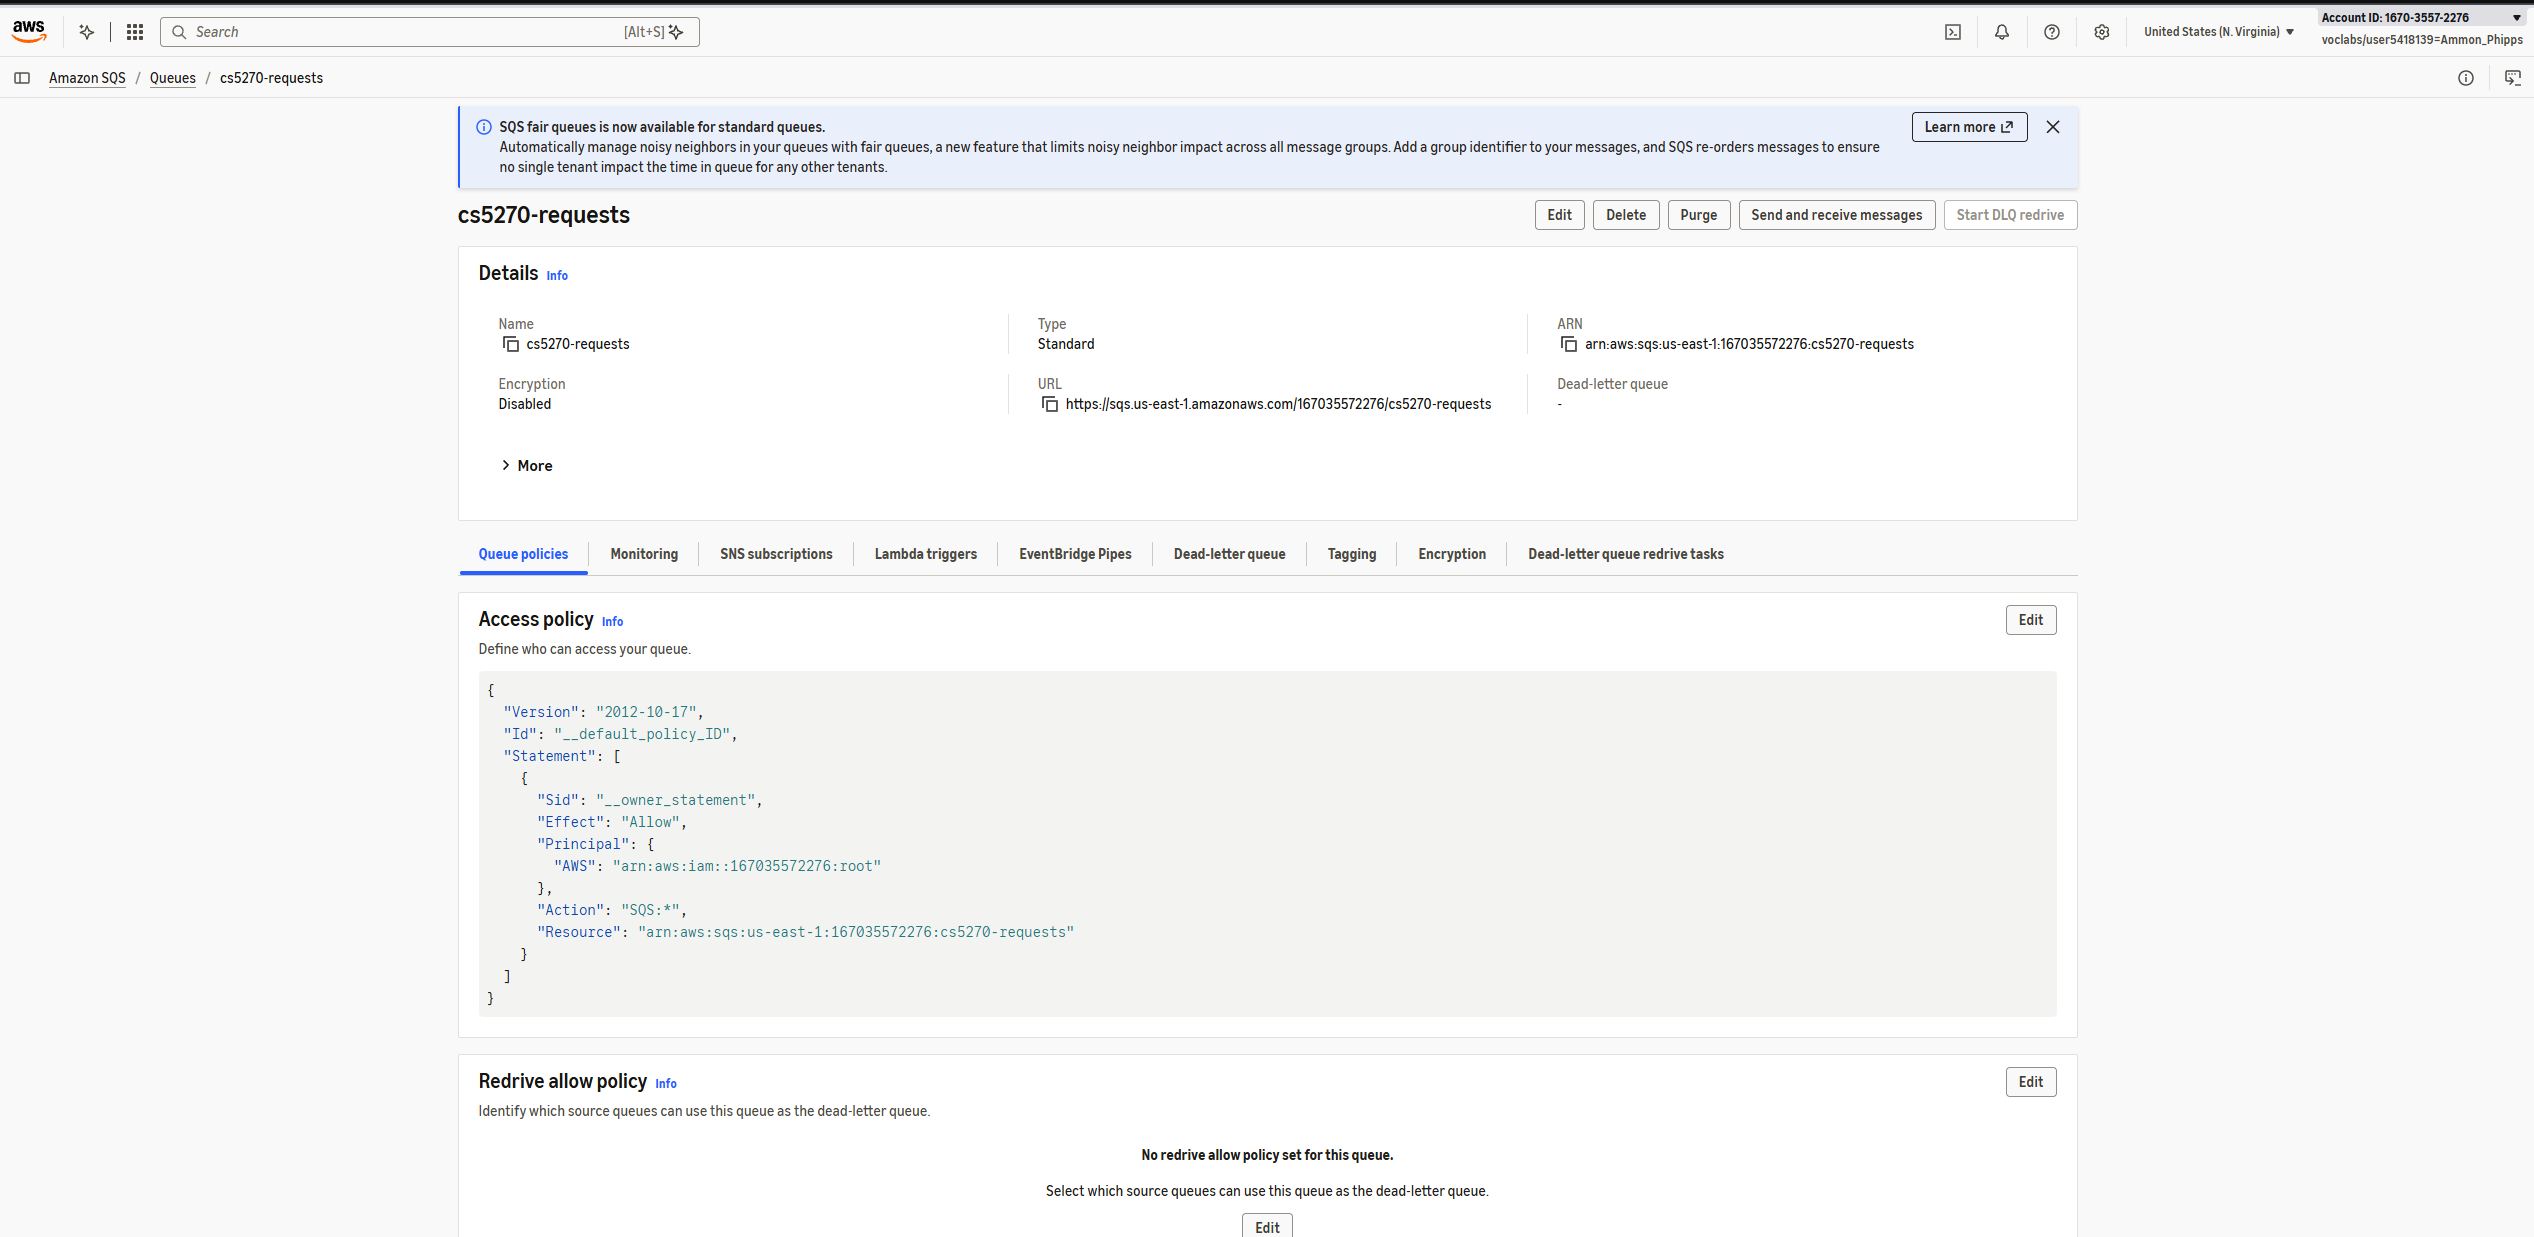 aws
Search [Alt+S]
United States (N. Virginia)
Account ID: 1670-3557-2276
voclabs/user5418139=Ammon_Phipps
Amazon SQS / Queues / cs5270-requests
SQS fair queues is now available for standard queues.
Automatically manage noisy neighbors in your queues with fair queues, a new feature that limits noisy neighbor impact across all message groups. Add a group identifier to your messages, and SQS re-orders messages to ensure
no single tenant impact the time in queue for any other tenants.
Learn more
cs5270-requests
Edit Delete Purge Send and receive messages Start DLQ redrive
Details Info
Name
cs5270-requests
Type
Standard
ARN
arn:aws:sqs:us-east-1:167035572276:cs5270-requests
Encryption
Disabled
URL
https://sqs.us-east-1.amazonaws.com/167035572276/cs5270-requests
Dead-letter queue
-
More
Queue policies Monitoring SNS subscriptions Lambda triggers EventBridge Pipes Dead-letter queue Tagging Encryption Dead-letter queue redrive tasks
Access policy Info
Edit
Define who can access your queue.
{
"Version": "2012-10-17",
"Id": "__default_policy_ID",
"Statement": [
{
"Sid": "__owner_statement",
"Effect": "Allow",
"Principal": {
"AWS": "arn:aws:iam::167035572276:root"
},
"Action": "SQS:*",
"Resource": "arn:aws:sqs:us-east-1:167035572276:cs5270-requests"
}
]
}
Redrive allow policy Info
Edit
Identify which source queues can use this queue as the dead-letter queue.
No redrive allow policy set for this queue.
Select which source queues can use this queue as the dead-letter queue.
Edit